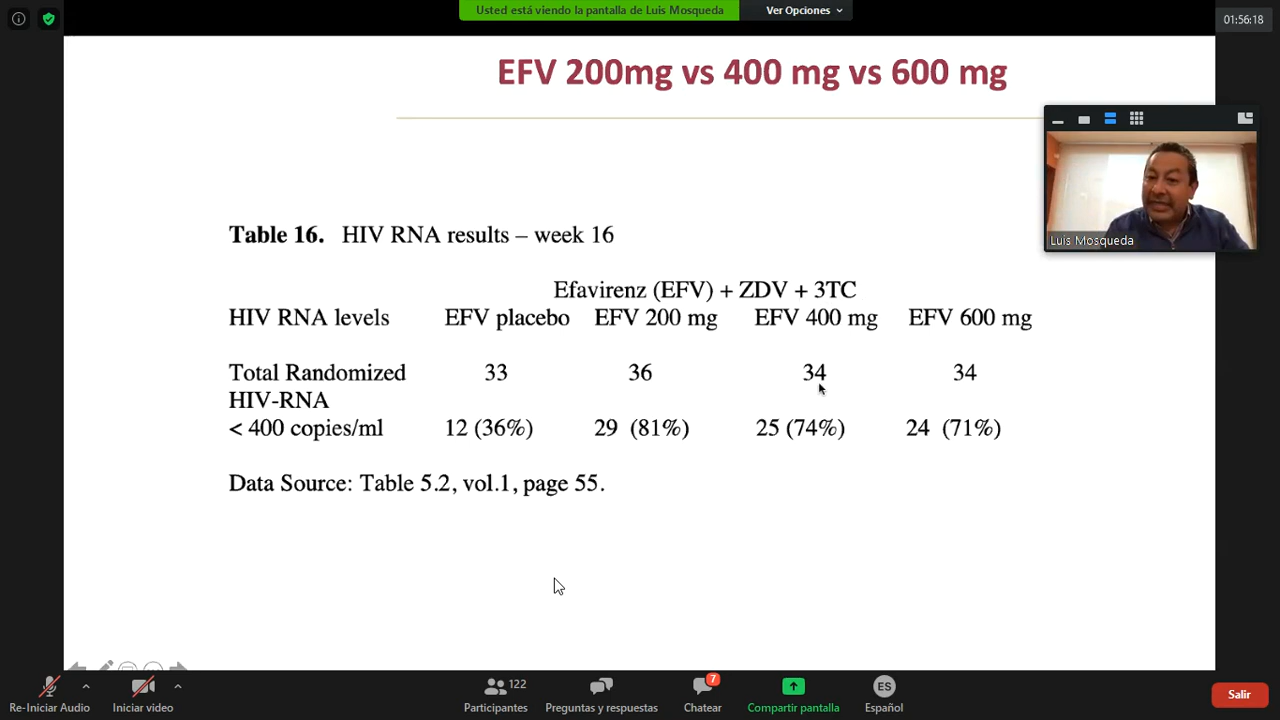 Usted está viendo la pantalla de Luis Mosqueda
Ver Opciones
01:56:18
EFV 200mg vs 400 mg vs 600 mg
Luis Mosqueda
Table 16. HIV RNA results – week 16
Efavirenz (EFV) + ZDV + 3TC
HIV RNA levels EFV placebo EFV 200 mg EFV 400 mg EFV 600 mg
Total Randomized 33 36 34 34
HIV-RNA
< 400 copies/ml 12 (36%) 29 (81%) 25 (74%) 24 (71%)
Data Source: Table 5.2, vol.1, page 55.
Re-Iniciar Audio
Iniciar video
122
Participantes
Preguntas y respuestas
7
Chatear
Compartir pantalla
ES
Español
Salir